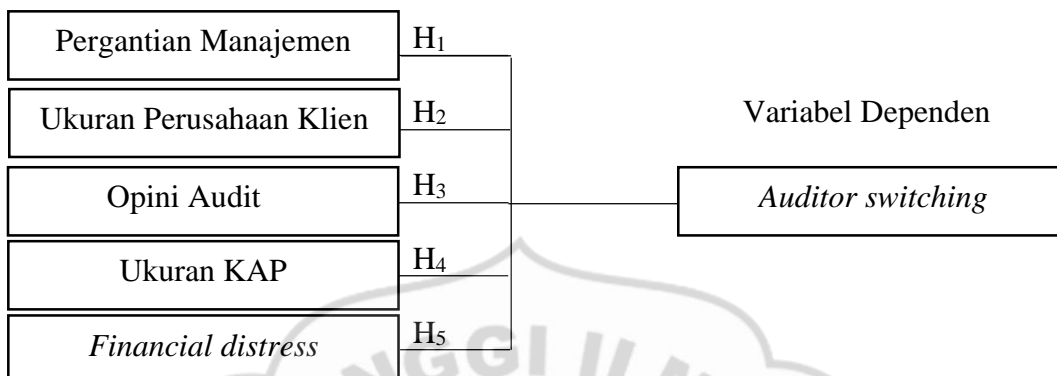 Pergantian Manajemen H₁
Ukuran Perusahaan Klien H₂
Variabel Dependen
Opini Audit H₃
Auditor switching
Ukuran KAP H₄
Financial distress H₅